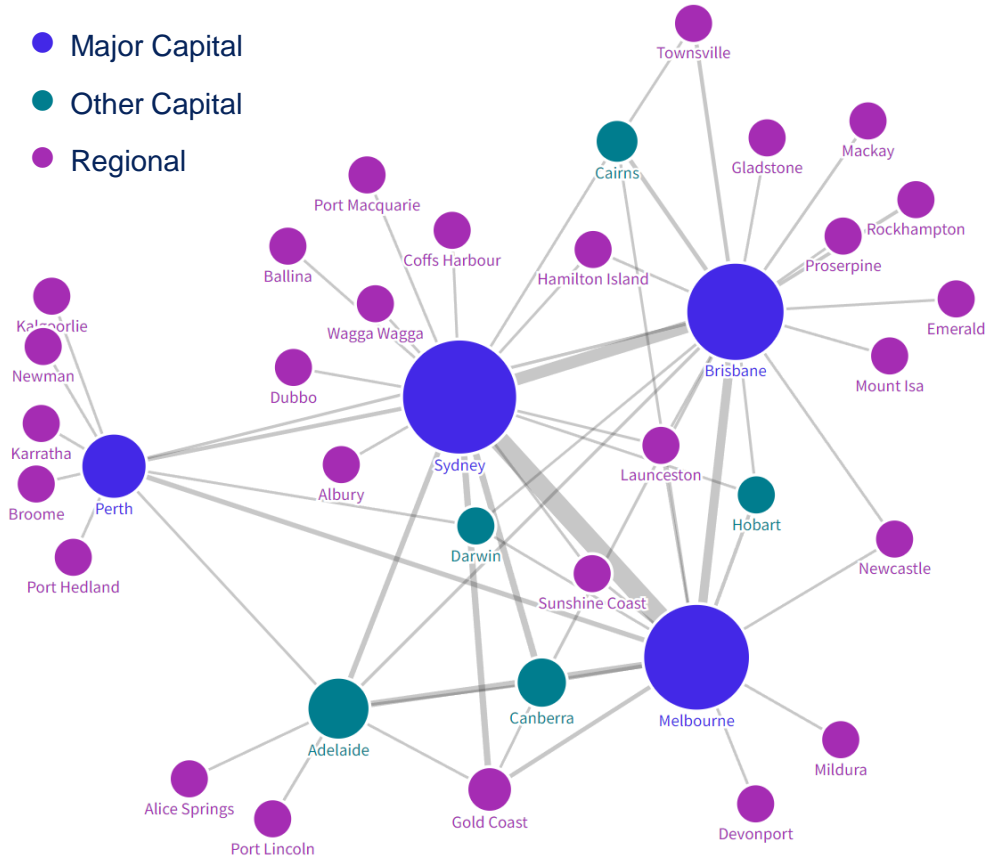 Major Capital
Other Capital
Regional
Townsville
Mackay
Gladstone
Cairns
Port Macquarie
Rockhampton
Coffs Harbour
Proserpine
Ballina
Hamilton Island
Kalgoorlie
Emerald
Wagga Wagga
Brisbane
Newman
Mount Isa
Dubbo
Karratha
Sydney
Launceston
Albury
Broome
Perth
Hobart
Darwin
Newcastle
Port Hedland
Sunshine Coast
Canberra
Melbourne
Adelaide
Mildura
Alice Springs
Gold Coast
Devonport
Port Lincoln